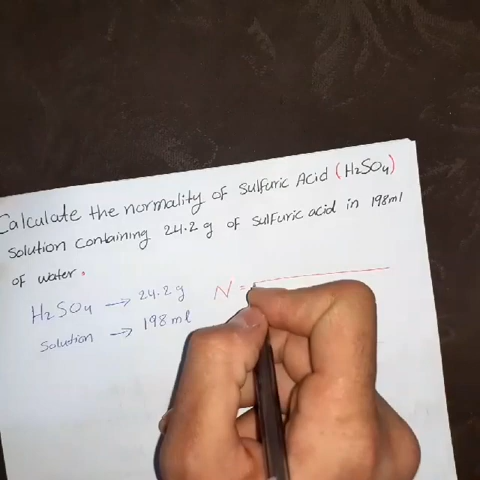 Calculate the normality of Sulfuric Acid (H2SO4)
Solution containing 24.2 g of sulfuric acid in 198ml
of water.
H2SO4 → 24.2 g
Solution → 198 ml
N =